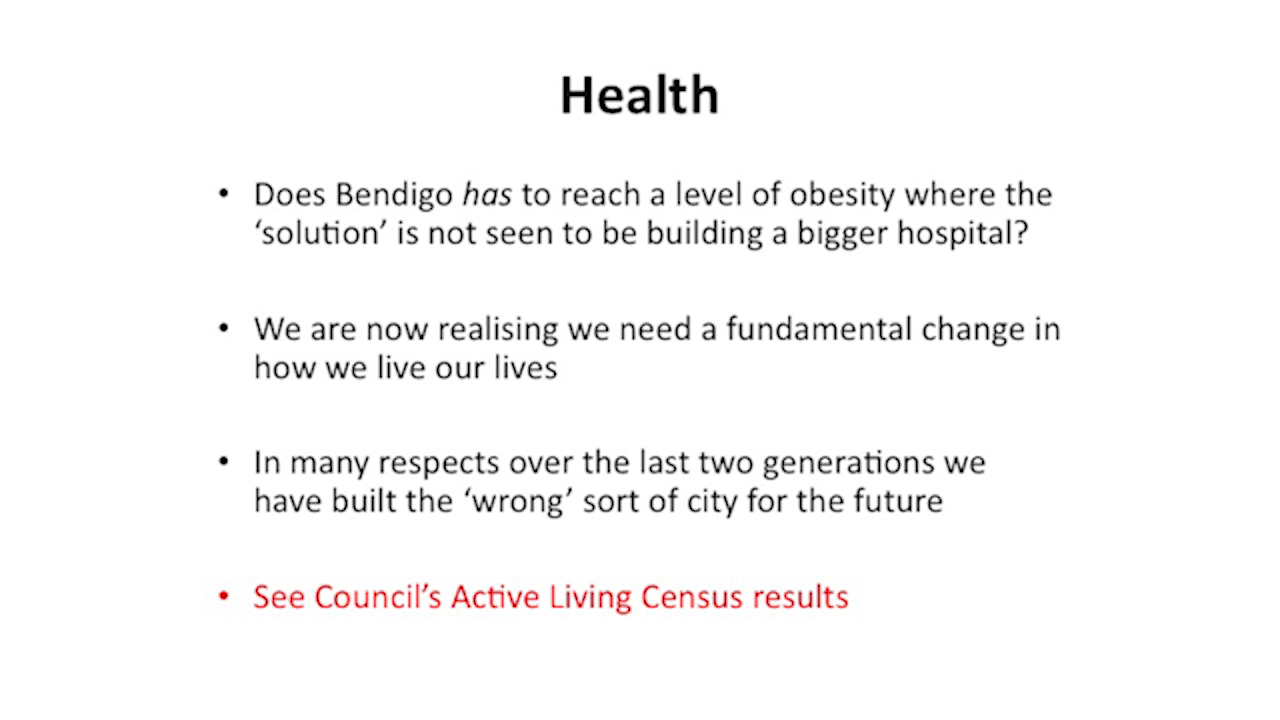 Health
• Does Bendigo has to reach a level of obesity where the
‘solution’ is not seen to be building a bigger hospital?
• We are now realising we need a fundamental change in
how we live our lives
• In many respects over the last two generations we
have built the ‘wrong’ sort of city for the future
• See Council’s Active Living Census results